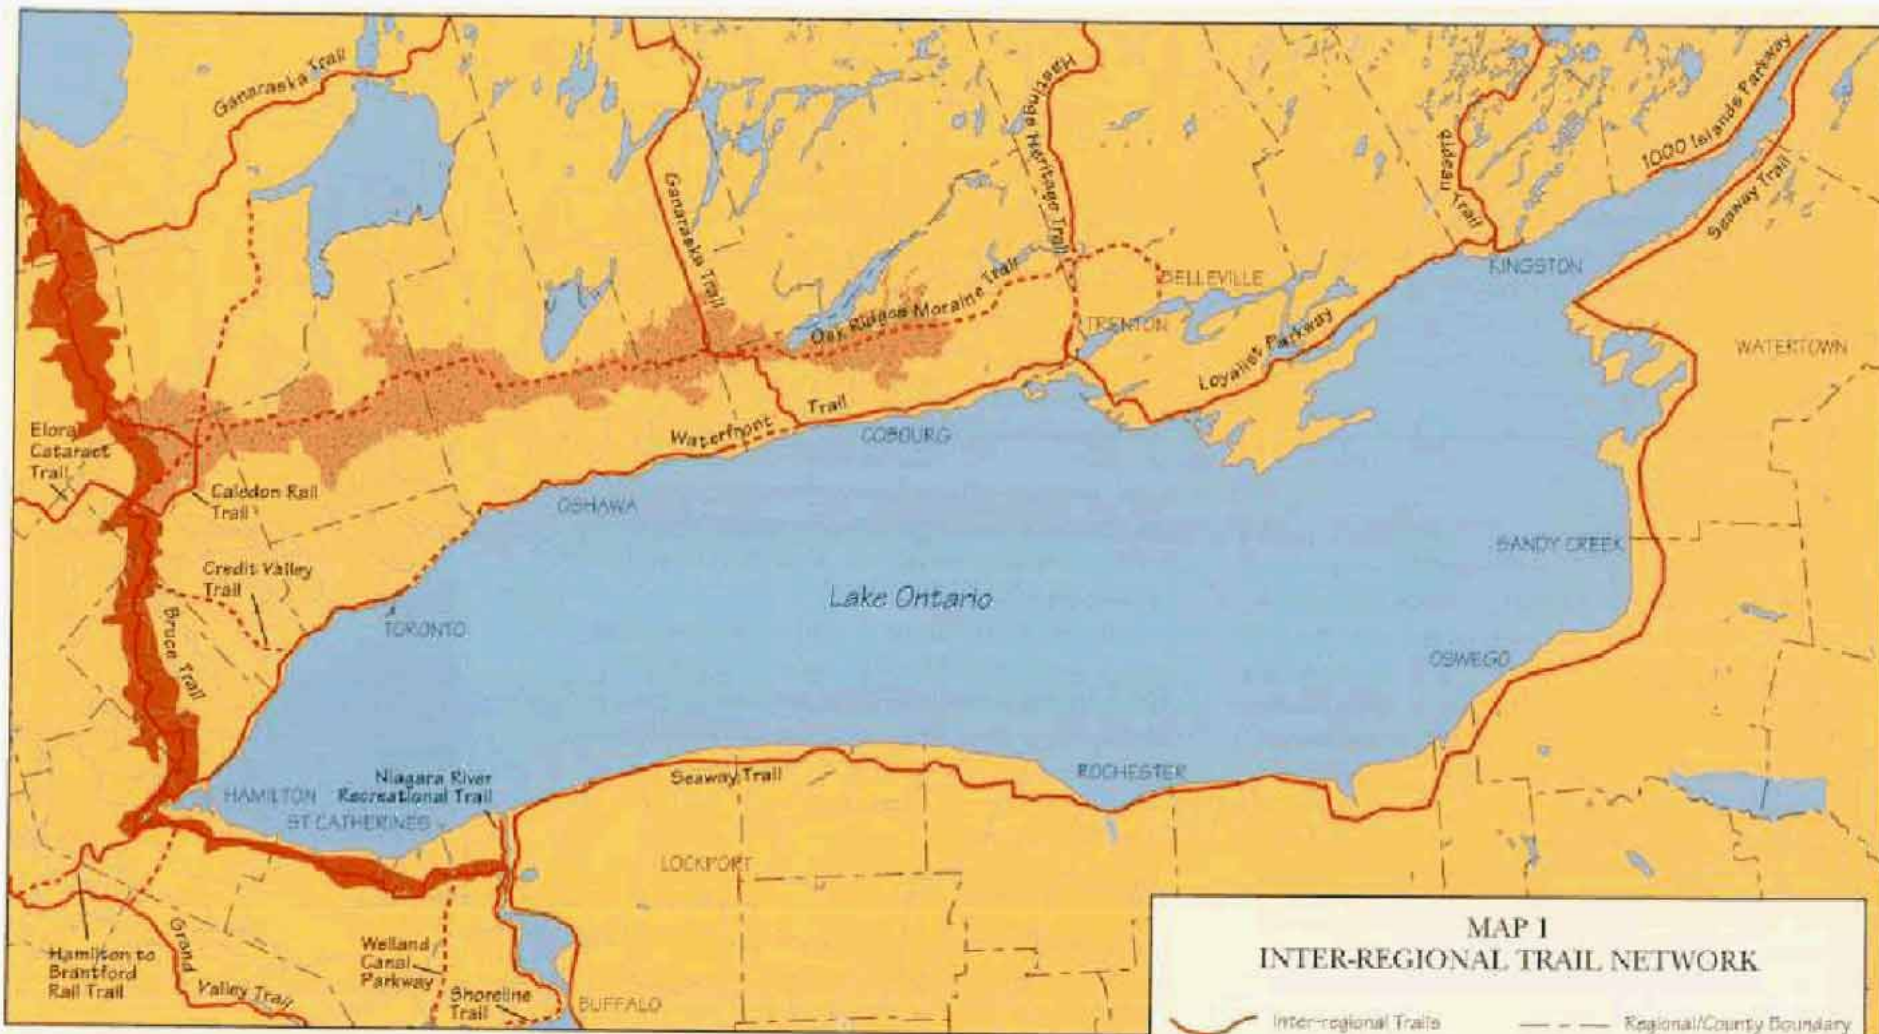 Ganaraska Trail
Hastings Heritage Trail
Ganaraska Trail
Rideau Trail
1000 Islands Parkway
Seaway Trail
KINGSTON
BELLEVILLE
Oak Ridges Moraine Trail
TRENTON
Loyalist Parkway
WATERTOWN
Elora
Cataract
Trail
Waterfront Trail
COBOURG
Caledon Rail
Trail
OSHAWA
SANDY CREEK
Credit Valley
Trail
Lake Ontario
TORONTO
Bruce Trail
OSWEGO
Niagara River
Recreational Trail
Seaway Trail
ROCHESTER
HAMILTON
ST CATHERINES
LOCKPORT
Hamilton to
Brantford
Rail Trail
Grand Valley Trail
Welland
Canal
Parkway
Shoreline
Trail
BUFFALO
MAP 1
INTER-REGIONAL TRAIL NETWORK
Inter-regional Trails
Regional/County Boundary